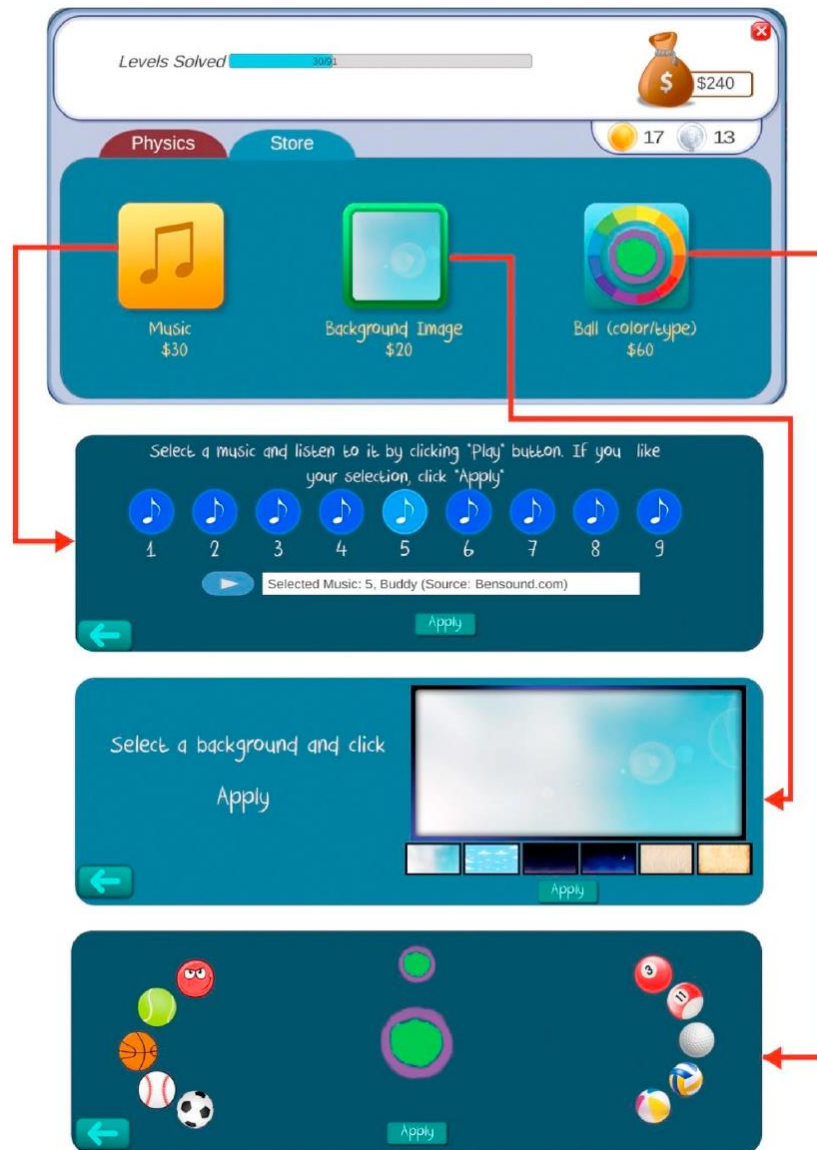 Levels Solved
30/91
$240
$
17 13
Physics Store
Music Background Image Ball (color/type)
$30 $20 $60
Select a music and listen to it by clicking "Play" button. If you like
your selection, click "Apply"
1 2 3 4 5 6 7 8 9
Selected Music: 5, Buddy (Source: Bensound.com)
Apply
Select a background and click
Apply
Apply
3
11
Apply